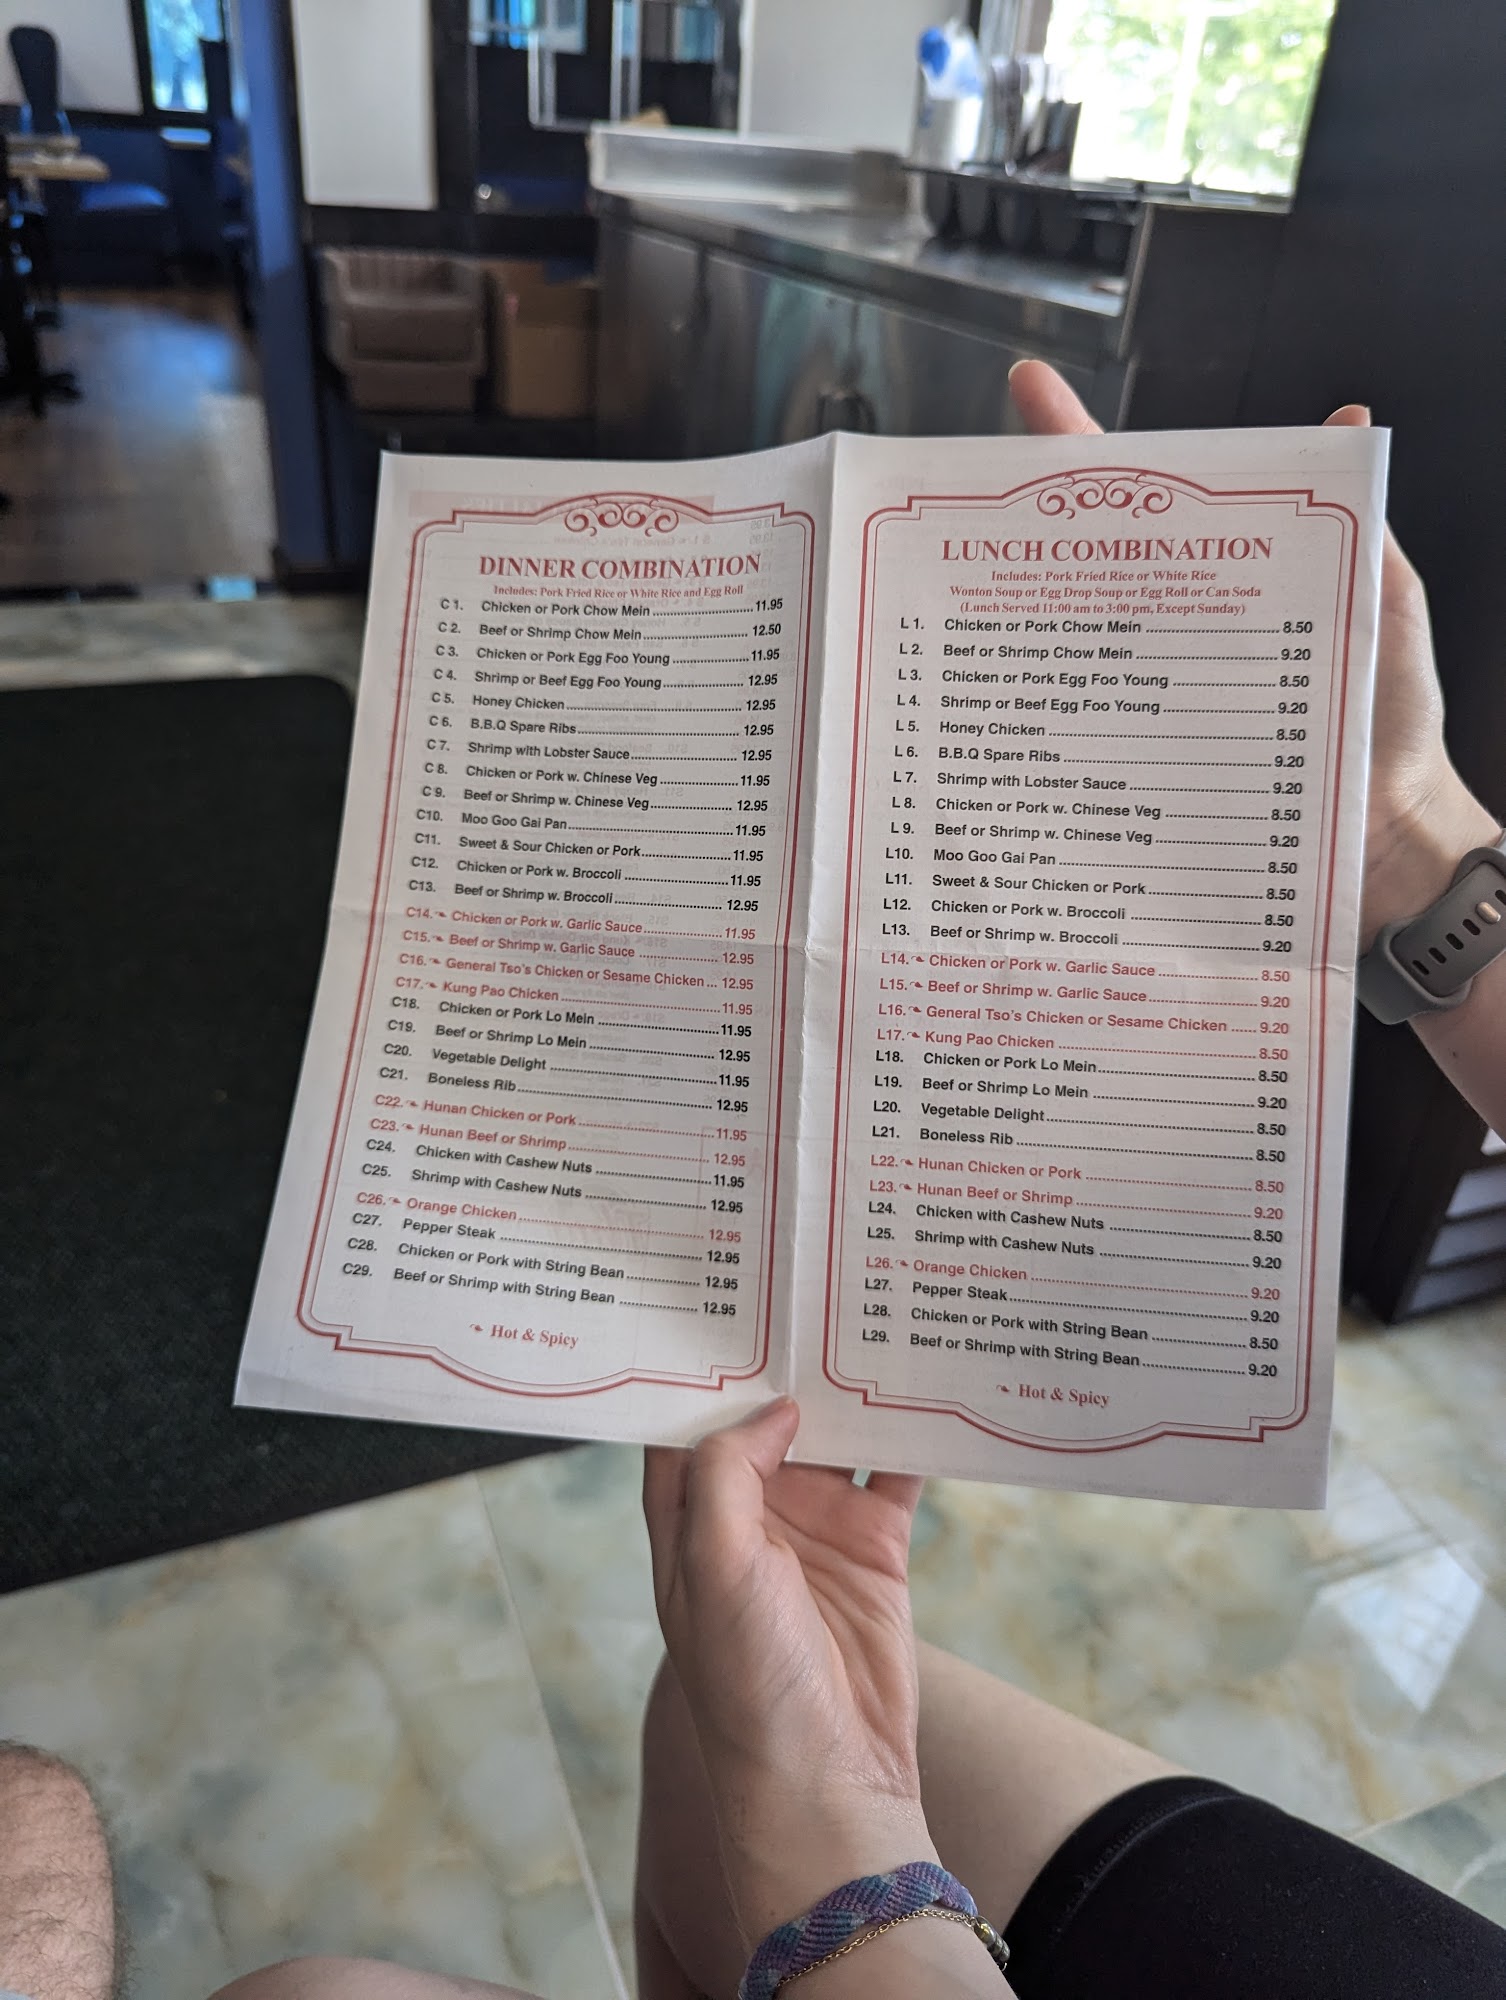 DINNER COMBINATION
Includes: Pork Fried Rice or White Rice and Egg Roll
C 1. Chicken or Pork Chow Mein 11.95
C 2. Beef or Shrimp Chow Mein 12.50
C 3. Chicken or Pork Egg Foo Young 11.95
C 4. Shrimp or Beef Egg Foo Young 12.95
C 5. Honey Chicken 12.95
C 6. B.B.Q Spare Ribs 12.95
C 7. Shrimp with Lobster Sauce 12.95
C 8. Chicken or Pork w. Chinese Veg 11.95
C 9. Beef or Shrimp w. Chinese Veg 12.95
C10. Moo Goo Gai Pan 11.95
C11. Sweet & Sour Chicken or Pork 11.95
C12. Chicken or Pork w. Broccoli 11.95
C13. Beef or Shrimp w. Broccoli 12.95
C14. Chicken or Pork w. Garlic Sauce 11.95
C15. Beef or Shrimp w. Garlic Sauce 12.95
C16. General Tso's Chicken or Sesame Chicken 12.95
C17. Kung Pao Chicken 11.95
C18. Chicken or Pork Lo Mein 11.95
C19. Beef or Shrimp Lo Mein 12.95
C20. Vegetable Delight 11.95
C21. Boneless Rib 12.95
C22. Hunan Chicken or Pork 11.95
C23. Hunan Beef or Shrimp 12.95
C24. Chicken with Cashew Nuts 11.95
C25. Shrimp with Cashew Nuts 12.95
C26. Orange Chicken 12.95
C27. Pepper Steak 12.95
C28. Chicken or Pork with String Bean 12.95
C29. Beef or Shrimp with String Bean 12.95
Hot & Spicy
LUNCH COMBINATION
Includes: Pork Fried Rice or White Rice
Wonton Soup or Egg Drop Soup or Egg Roll or Can Soda
(Lunch Served 11:00 am to 3:00 pm, Except Sunday)
L 1. Chicken or Pork Chow Mein 8.50
L 2. Beef or Shrimp Chow Mein 9.20
L 3. Chicken or Pork Egg Foo Young 8.50
L 4. Shrimp or Beef Egg Foo Young 9.20
L 5. Honey Chicken 8.50
L 6. B.B.Q Spare Ribs 9.20
L 7. Shrimp with Lobster Sauce 9.20
L 8. Chicken or Pork w. Chinese Veg 8.50
L 9. Beef or Shrimp w. Chinese Veg 9.20
L10. Moo Goo Gai Pan 8.50
L11. Sweet & Sour Chicken or Pork 8.50
L12. Chicken or Pork w. Broccoli 8.50
L13. Beef or Shrimp w. Broccoli 9.20
L14. Chicken or Pork w. Garlic Sauce 8.50
L15. Beef or Shrimp w. Garlic Sauce 9.20
L16. General Tso's Chicken or Sesame Chicken 9.20
L17. Kung Pao Chicken 8.50
L18. Chicken or Pork Lo Mein 8.50
L19. Beef or Shrimp Lo Mein 9.20
L20. Vegetable Delight 8.50
L21. Boneless Rib 8.50
L22. Hunan Chicken or Pork 8.50
L23. Hunan Beef or Shrimp 9.20
L24. Chicken with Cashew Nuts 8.50
L25. Shrimp with Cashew Nuts 9.20
L26. Orange Chicken 9.20
L27. Pepper Steak 9.20
L28. Chicken or Pork with String Bean 8.50
L29. Beef or Shrimp with String Bean 9.20
Hot & Spicy